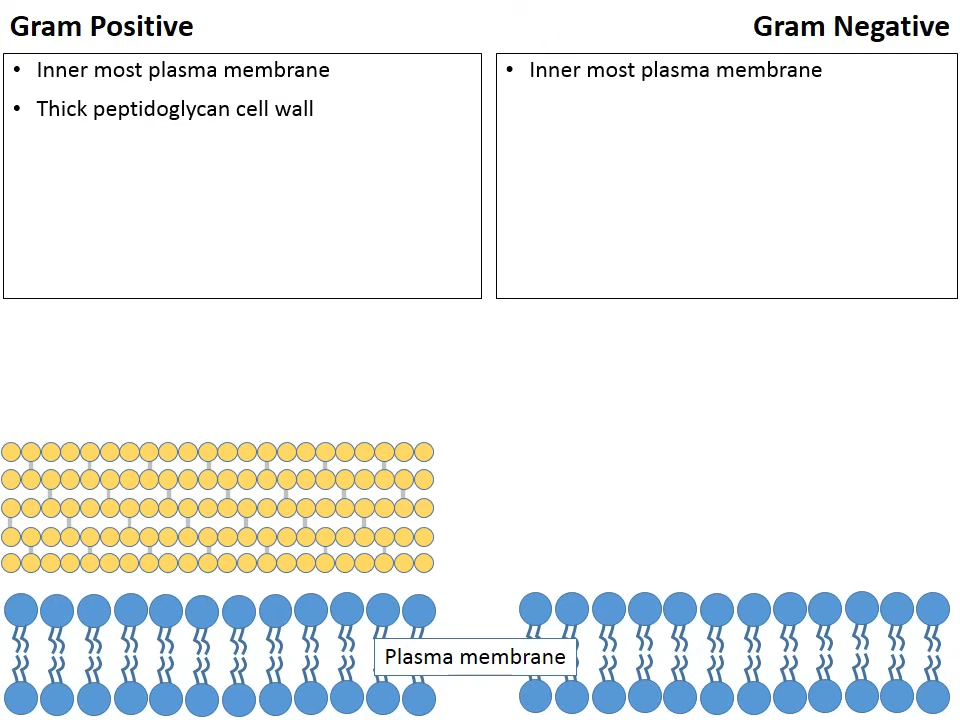 Gram Positive
Gram Negative
• Inner most plasma membrane
• Thick peptidoglycan cell wall
• Inner most plasma membrane
Plasma membrane